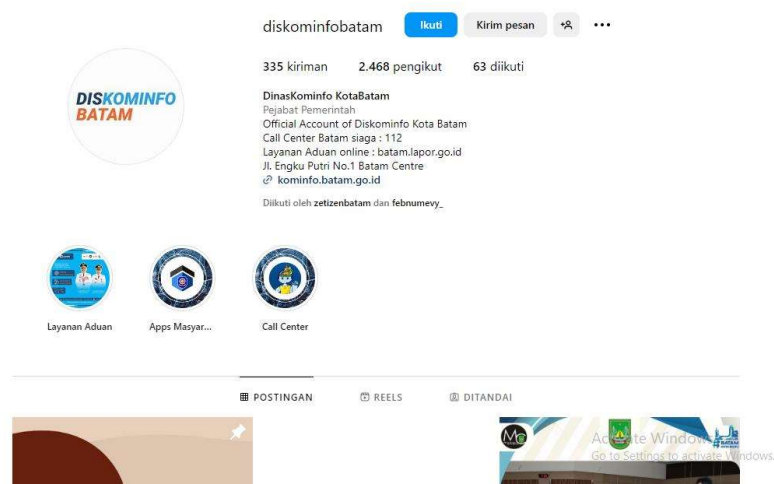 diskominfobatam Ikuti Kirim pesan
335 kiriman 2.468 pengikut 63 diikuti
DISKOMINFO
BATAM
DinasKominfo KotaBatam
Pejabat Pemerintah
Official Account of Diskominfo Kota Batam
Call Center Batam siaga : 112
Layanan Aduan online : batam.lapor.go.id
Jl. Engku Putri No.1 Batam Centre
kominfo.batam.go.id
Diikuti oleh zetizenbatam dan febnumevy_
Layanan Aduan Apps Masyar... Call Center
POSTINGAN REELS DITANDAI
Activate Windows
Go to Settings to activate Windows.